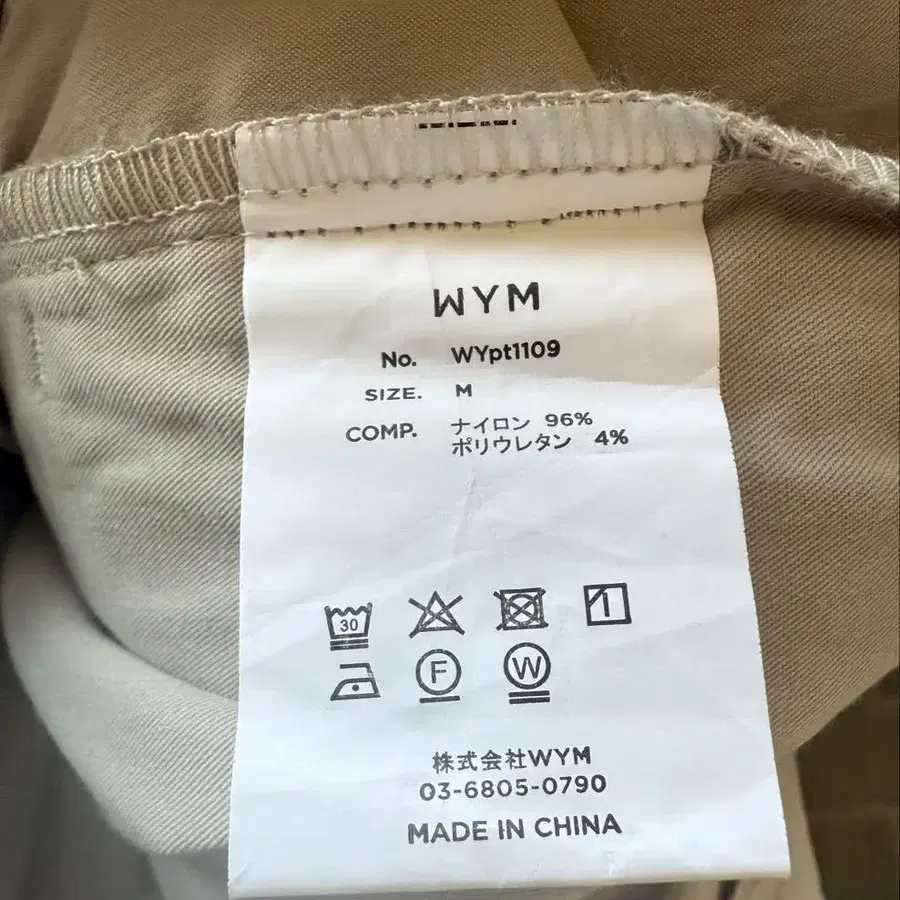 WYM
No. WYpt1109
SIZE. M
COMP. ナイロン 96%
ポリウレタン 4%
30
F W
株式会社WYM
03-6805-0790
MADE IN CHINA